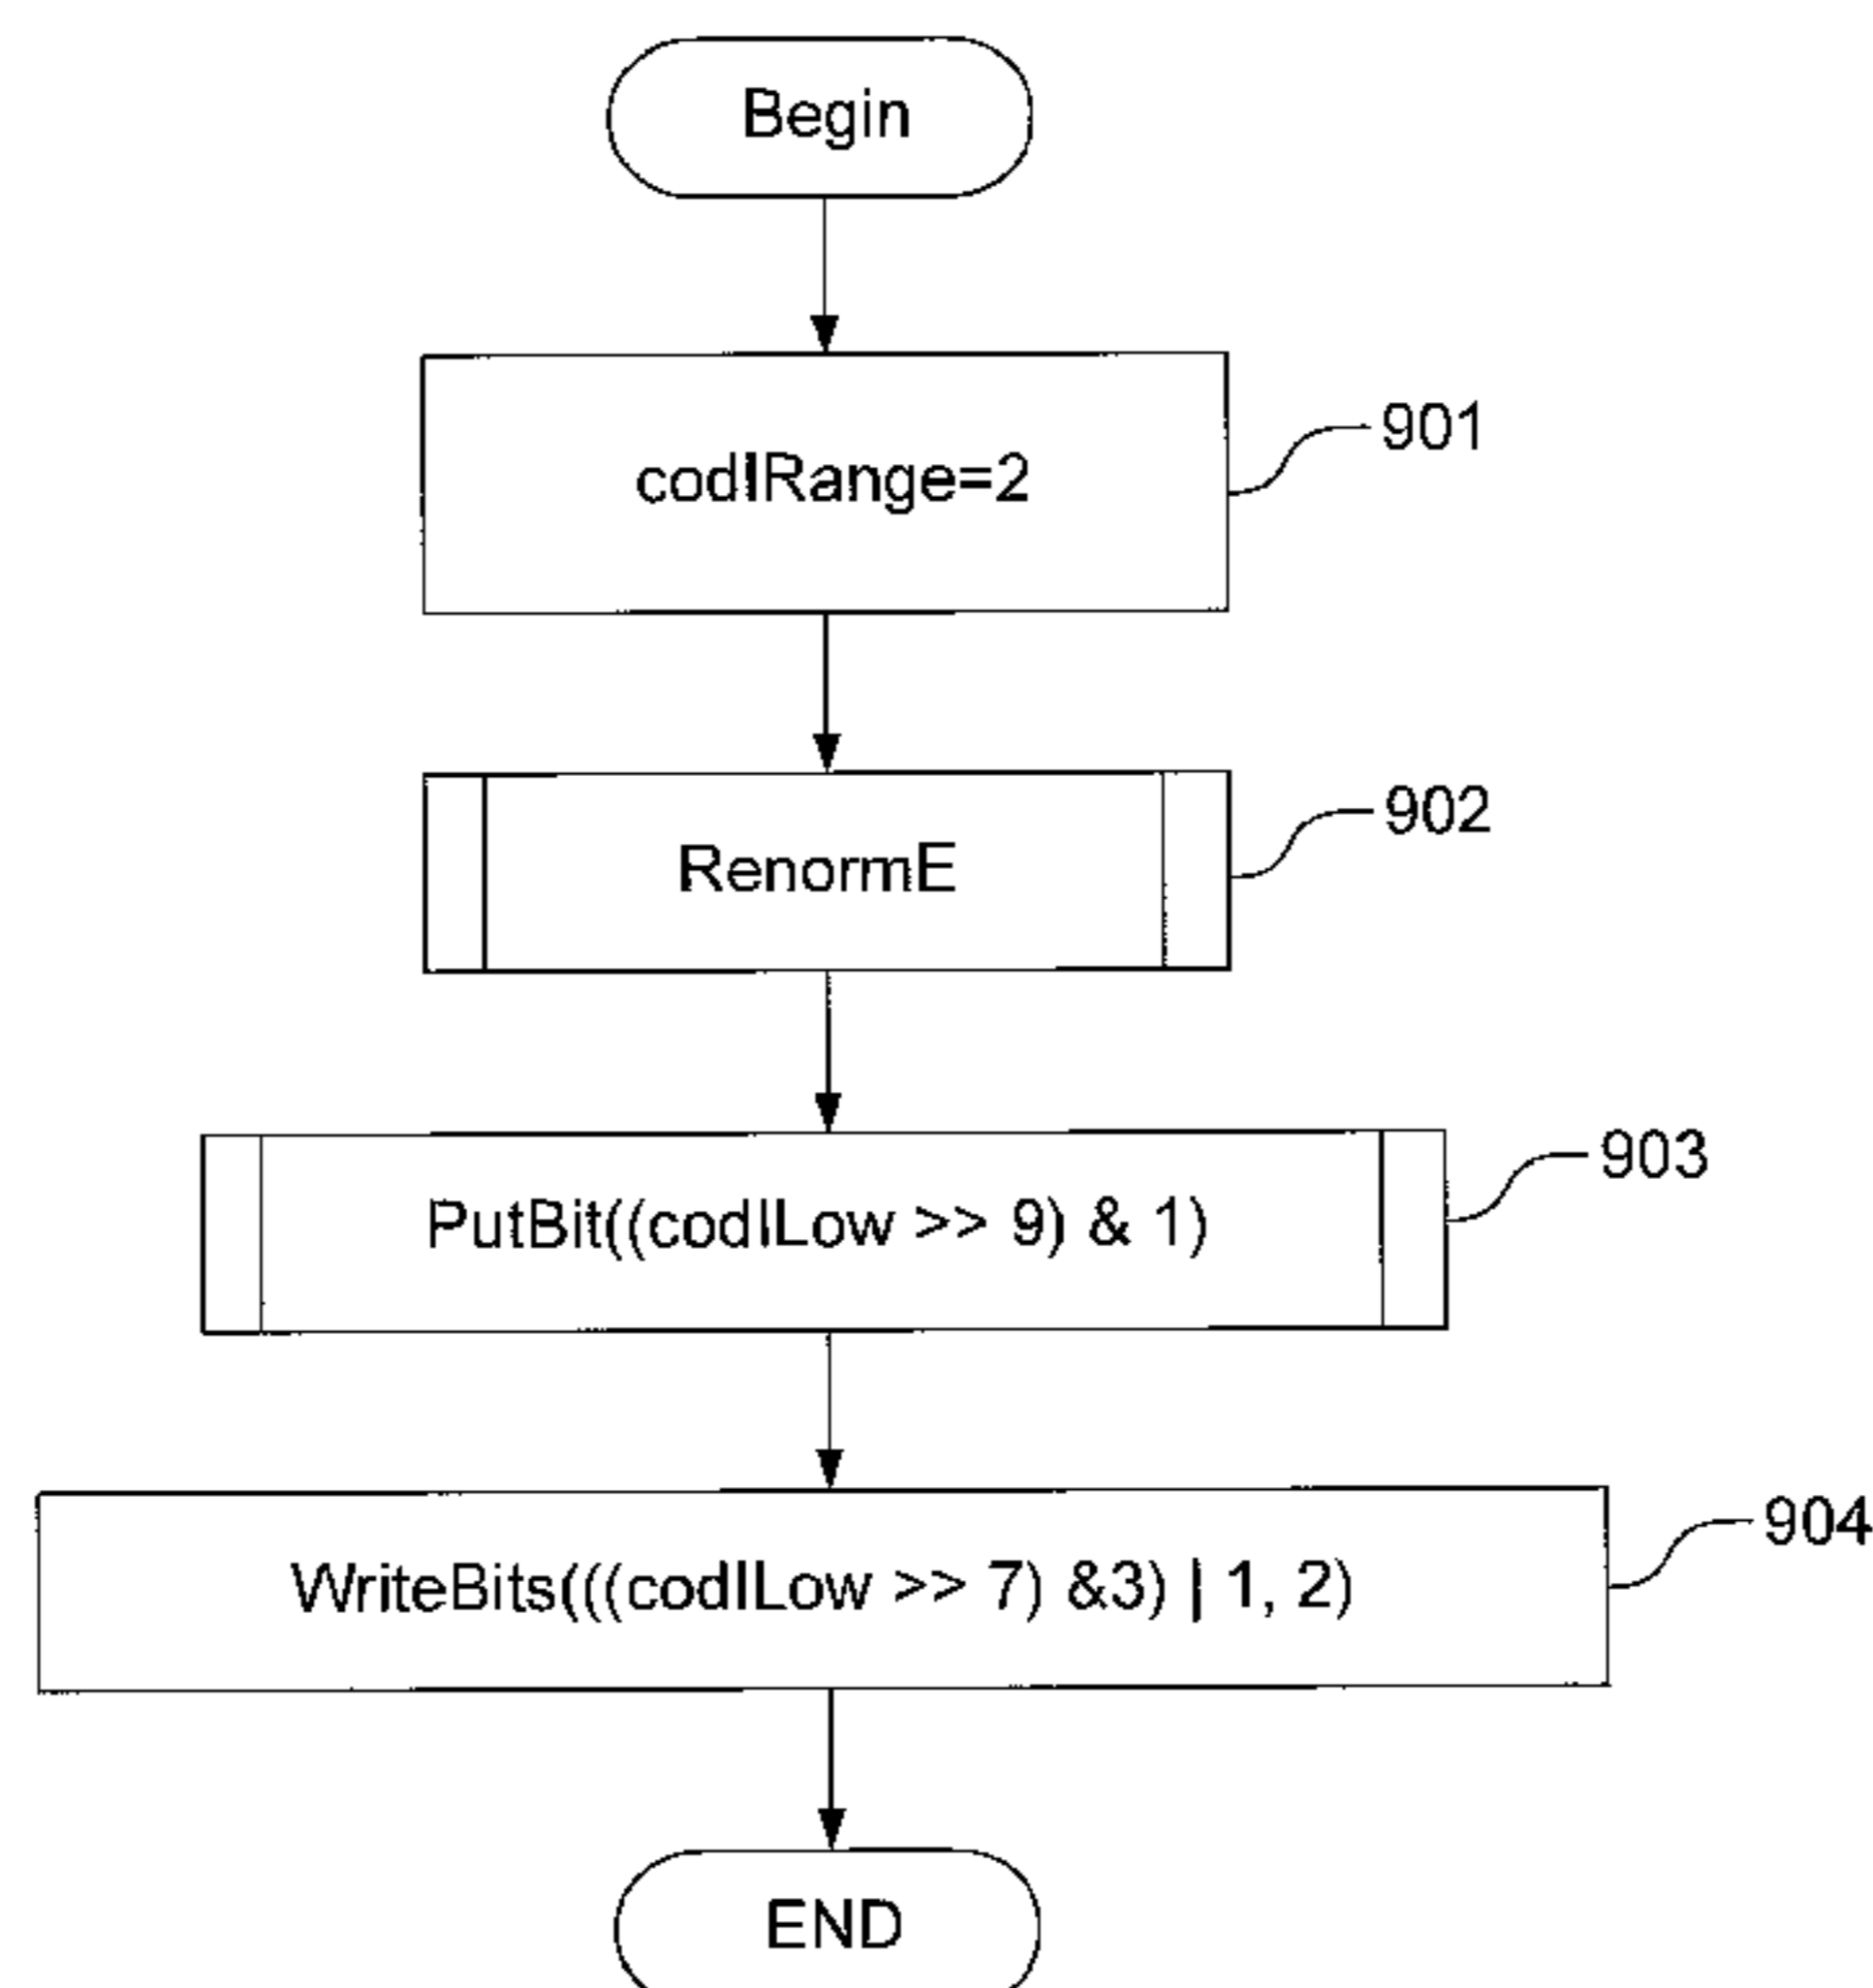 Begin
codIRange=2
901
RenormE
902
PutBit((codILow >> 9) & 1)
903
WriteBits(((codILow >> 7) &3) | 1, 2)
904
END